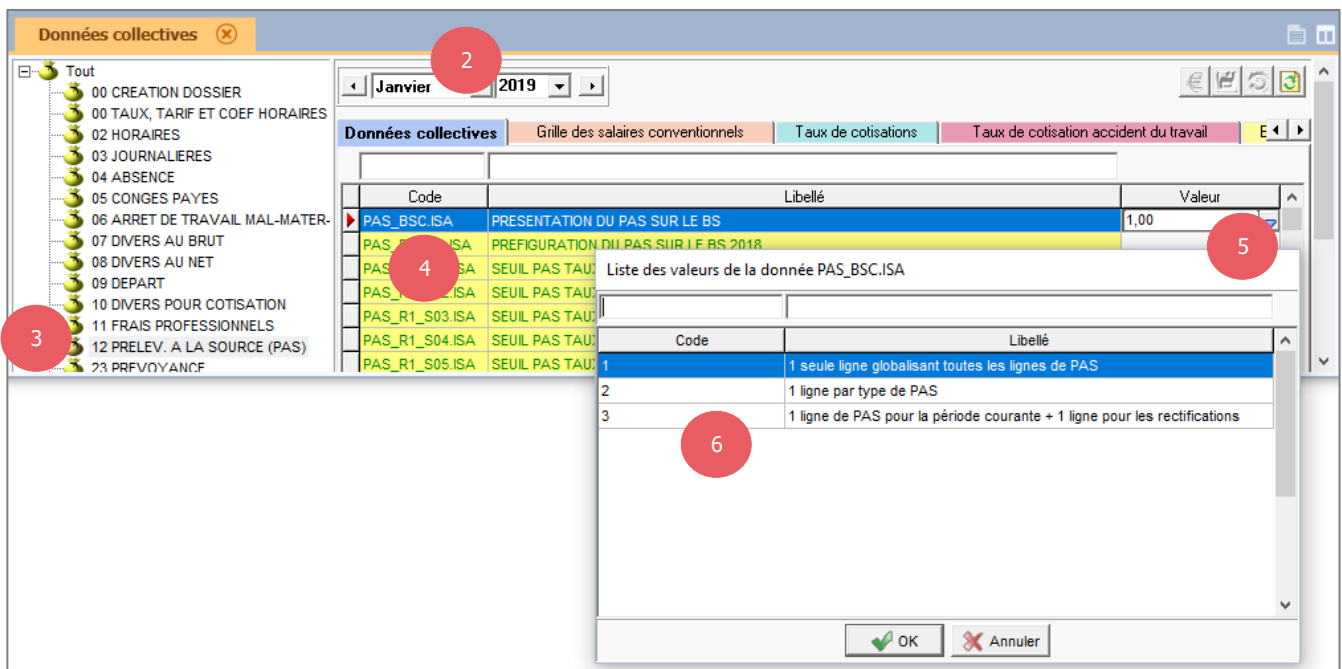 Données collectives
2
Tout
00 CREATION DOSSIER
00 TAUX, TARIF ET COEF HORAIRES
02 HORAIRES
03 JOURNALIERES
04 ABSENCE
05 CONGES PAYES
06 ARRET DE TRAVAIL MAL-MATER-
07 DIVERS AU BRUT
08 DIVERS AU NET
09 DEPART
10 DIVERS POUR COTISATION
11 FRAIS PROFESSIONNELS
3
12 PRELEV. A LA SOURCE (PAS)
23 PREVOYANCE
Janvier 2019
€
Données collectives Grille des salaires conventionnels Taux de cotisations Taux de cotisation accident du travail
Code Libellé Valeur
PAS_BSC.ISA PRESENTATION DU PAS SUR LE BS 1,00
PREFIGURATION DU PAS SUR LE BS 2018
4
5
SEUIL PAS TAU
SEUIL PAS TAU
PAS_R1_S03.ISA SEUIL PAS TAU
PAS_R1_S04.ISA SEUIL PAS TAU
PAS_R1_S05.ISA SEUIL PAS TAU
Liste des valeurs de la donnée PAS_BSC.ISA
Code Libellé
1 1 seule ligne globalisant toutes les lignes de PAS
2 1 ligne par type de PAS
3 1 ligne de PAS pour la période courante + 1 ligne pour les rectifications
6
OK Annuler